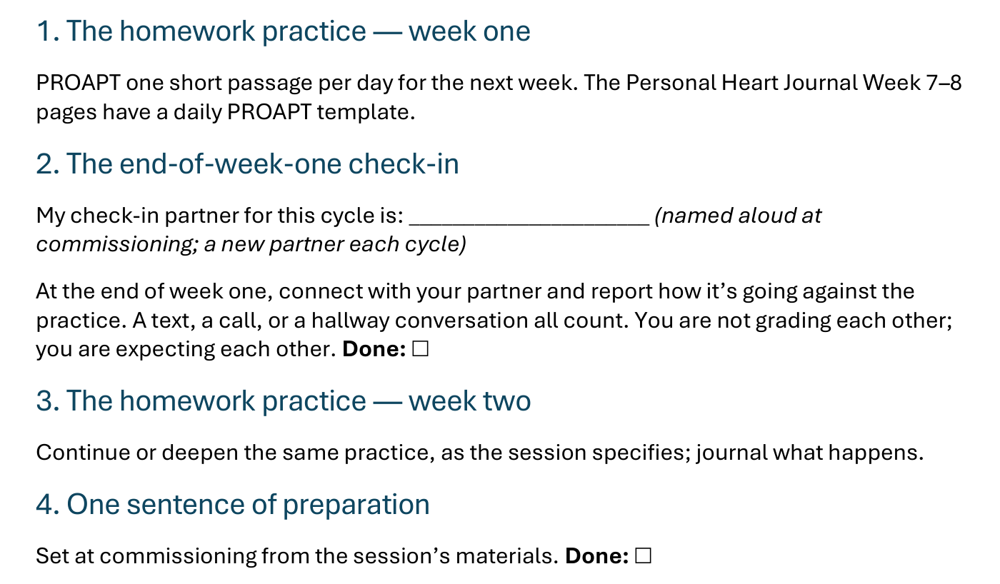 1. The homework practice — week one
PROAPT one short passage per day for the next week. The Personal Heart Journal Week 7–8
pages have a daily PROAPT template.
2. The end-of-week-one check-in
My check-in partner for this cycle is: ______________________ (named aloud at
commissioning; a new partner each cycle)
At the end of week one, connect with your partner and report how it’s going against the
practice. A text, a call, or a hallway conversation all count. You are not grading each other;
you are expecting each other. Done: ☐
3. The homework practice — week two
Continue or deepen the same practice, as the session specifies; journal what happens.
4. One sentence of preparation
Set at commissioning from the session’s materials. Done: ☐